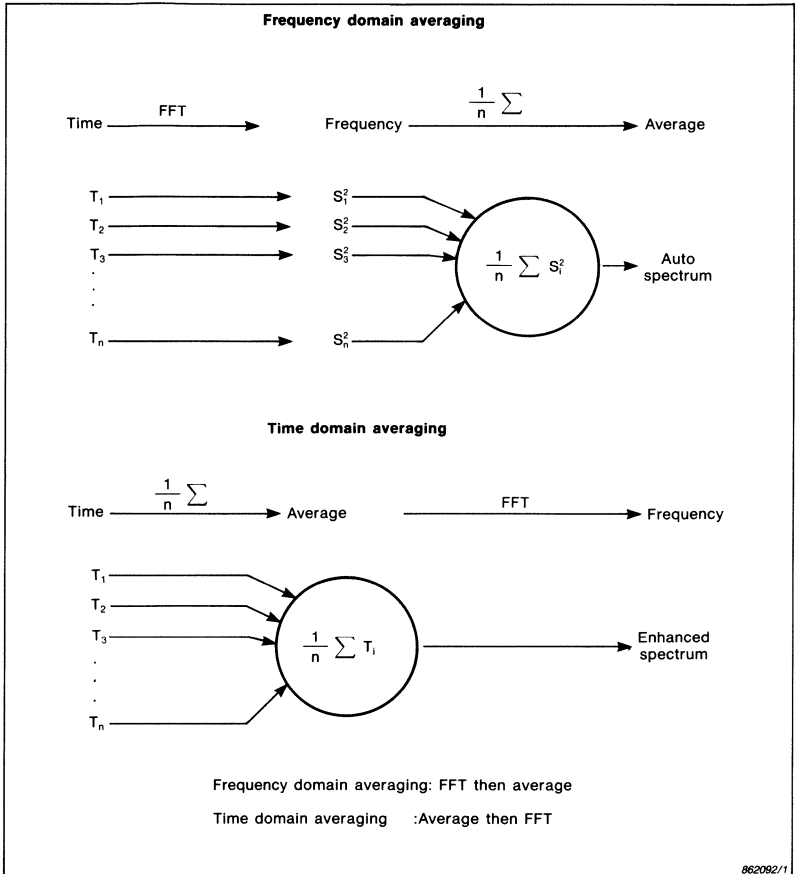 Frequency domain averaging
Time FFT Frequency 1/n ∑ Average
T₁ S₁²
T₂ S₂²
T₃ S₃²
.
.
.
Tₙ Sₙ²
1/n ∑ Sᵢ²
Auto
spectrum
Time domain averaging
Time 1/n ∑ Average FFT Frequency
T₁
T₂
T₃
.
.
.
Tₙ
1/n ∑ Tᵢ
Enhanced
spectrum
Frequency domain averaging: FFT then average
Time domain averaging :Average then FFT
862092/1